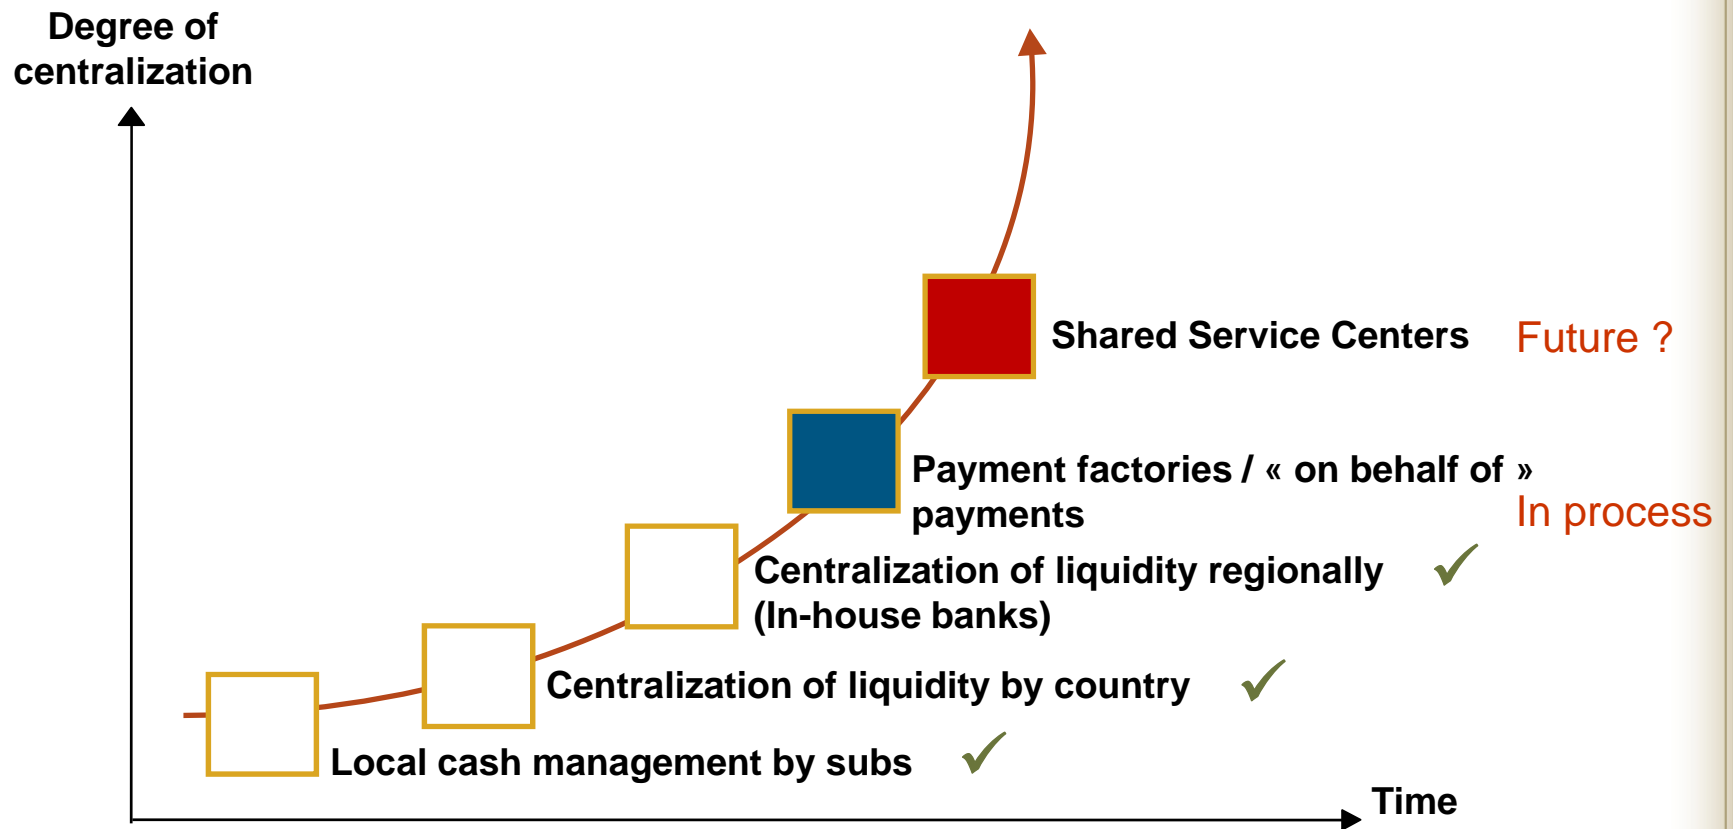 Degree of
centralization
Shared Service Centers Future ?
Payment factories / « on behalf of »
payments In process
Centralization of liquidity regionally
(In-house banks)
Centralization of liquidity by country
Local cash management by subs
Time